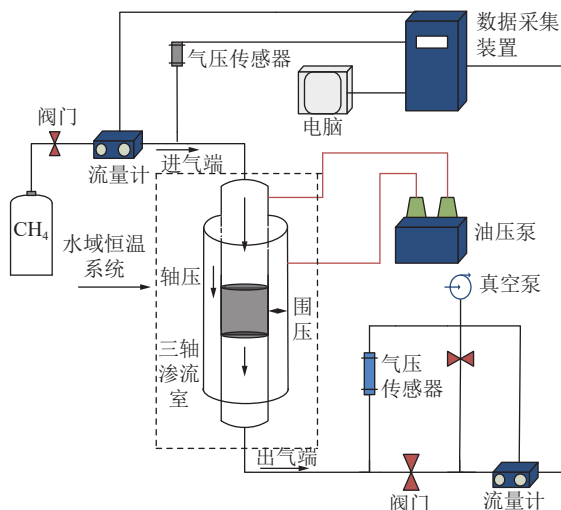 数据采集
装置
气压传感器
电脑
阀门
流量计
进气端
CH₄
水域恒温
系统
轴压
围
压
三轴
渗流
室
油压泵
真空泵
气压
传感器
出气端
阀门
流量计